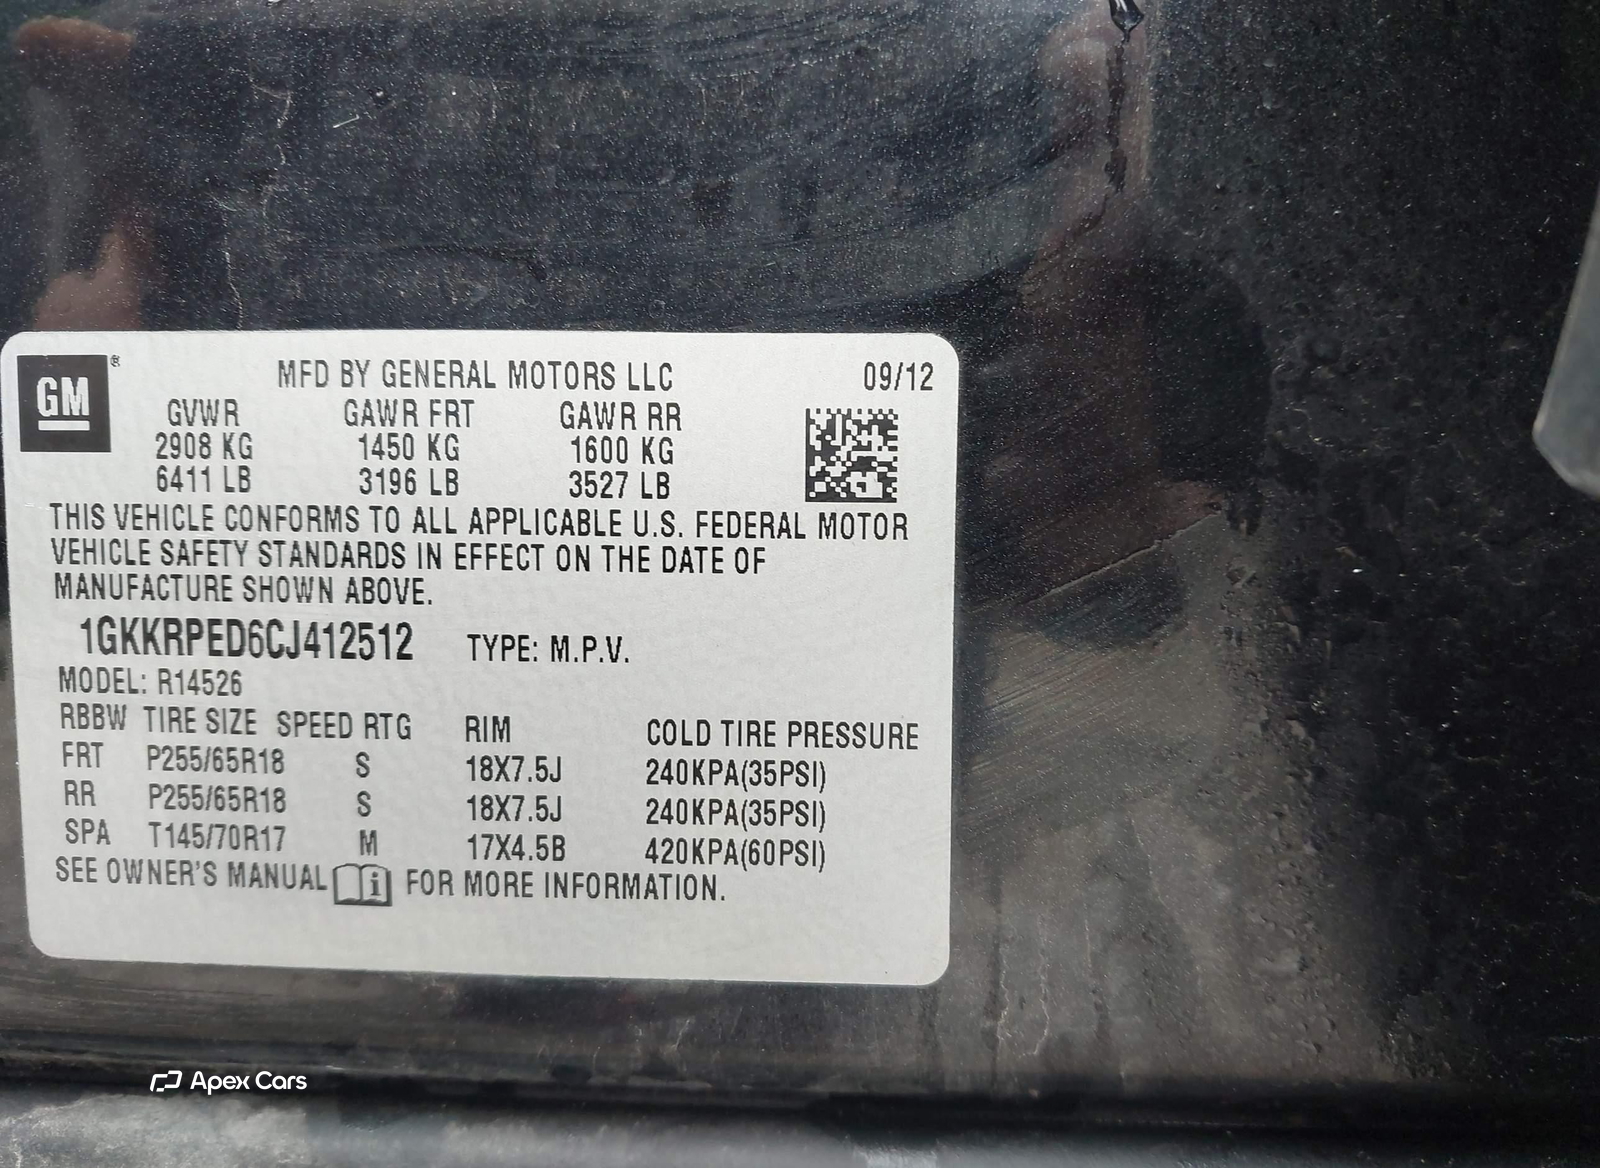 GM®
MFD BY GENERAL MOTORS LLC 09/12
GVWR GAWR FRT GAWR RR
2908 KG 1450 KG 1600 KG
6411 LB 3196 LB 3527 LB
THIS VEHICLE CONFORMS TO ALL APPLICABLE U.S. FEDERAL MOTOR
VEHICLE SAFETY STANDARDS IN EFFECT ON THE DATE OF
MANUFACTURE SHOWN ABOVE.
1GKKRPED6CJ412512 TYPE: M.P.V.
MODEL: R14526
RBBW TIRE SIZE SPEED RTG RIM COLD TIRE PRESSURE
FRT P255/65R18 S 18X7.5J 240KPA(35PSI)
RR P255/65R18 S 18X7.5J 240KPA(35PSI)
SPA T145/70R17 M 17X4.5B 420KPA(60PSI)
SEE OWNER'S MANUAL FOR MORE INFORMATION.
Apex Cars